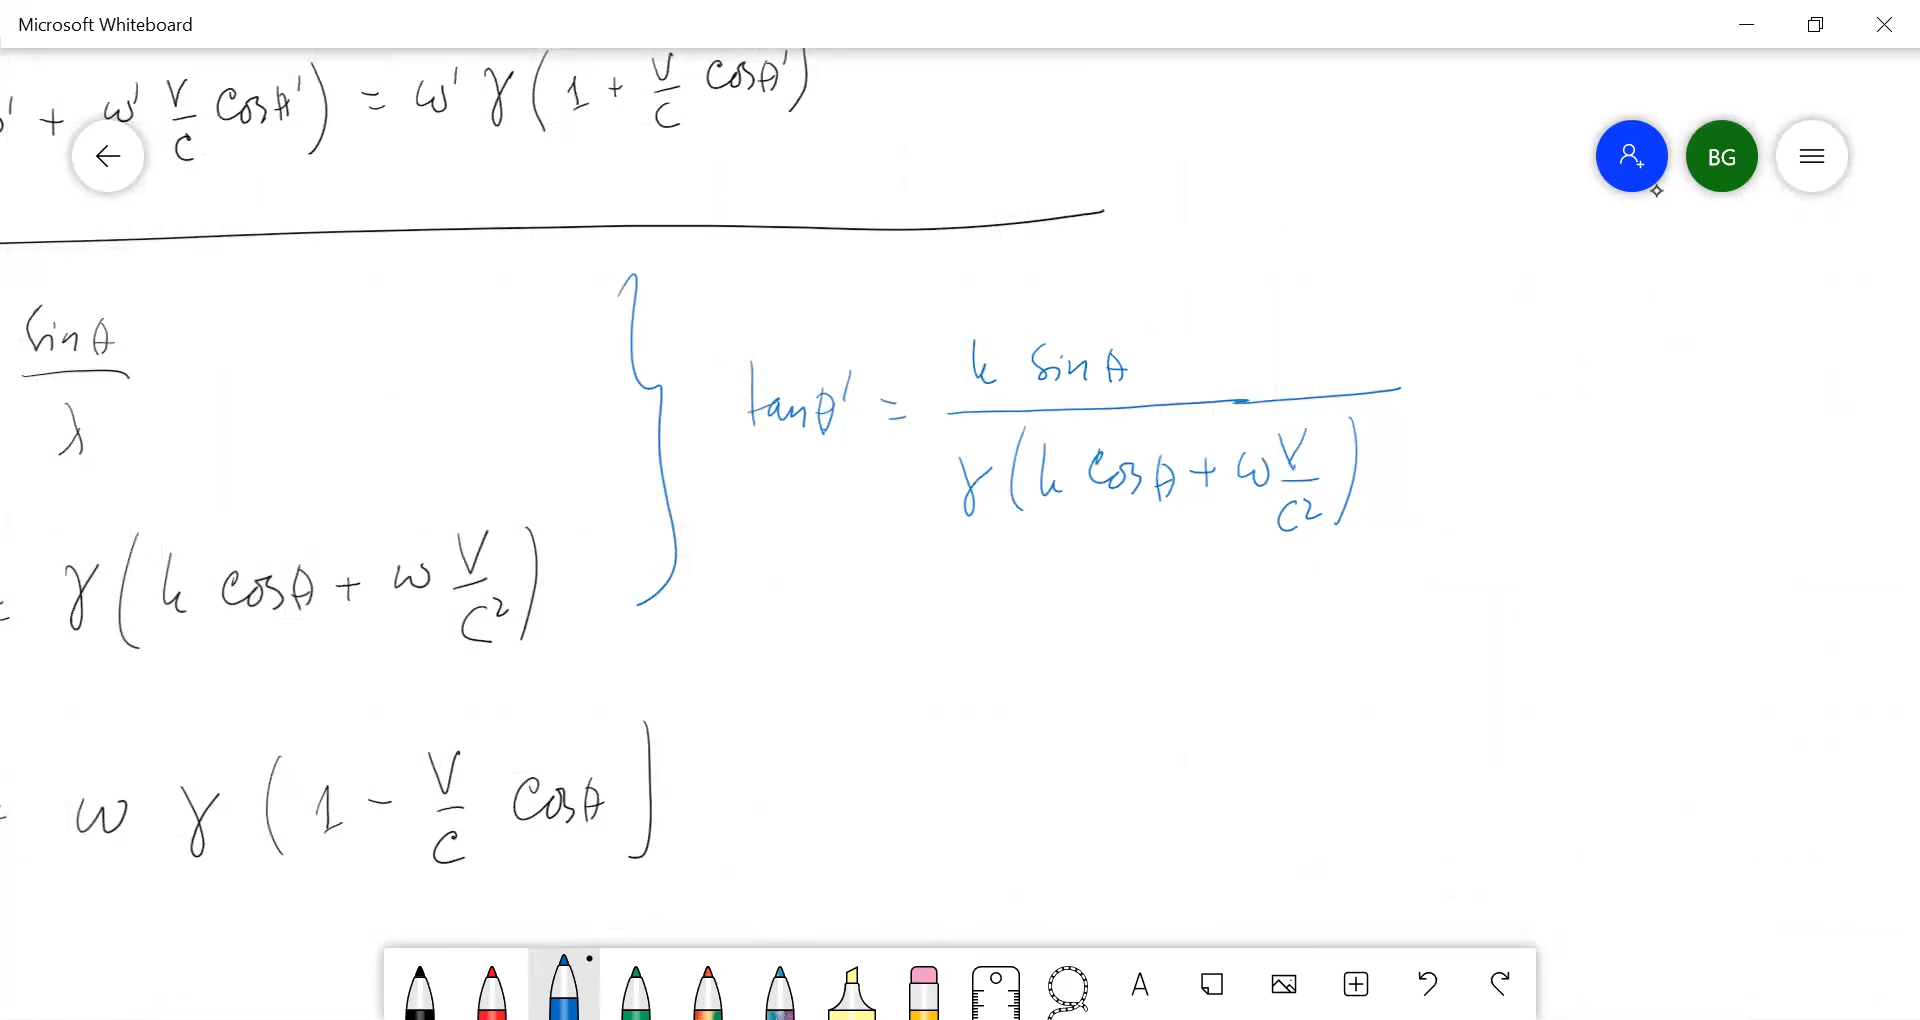 Microsoft Whiteboard
' + ω' V/C Cosθ') = ω' γ (1 + V/C Cosθ')
BG
Sinθ/λ
tanθ' = k Sinθ / γ(k Cosθ + ω V/C²)
= γ(k Cosθ + ω V/C²)
= ω γ (1 - V/C Cosθ]
A